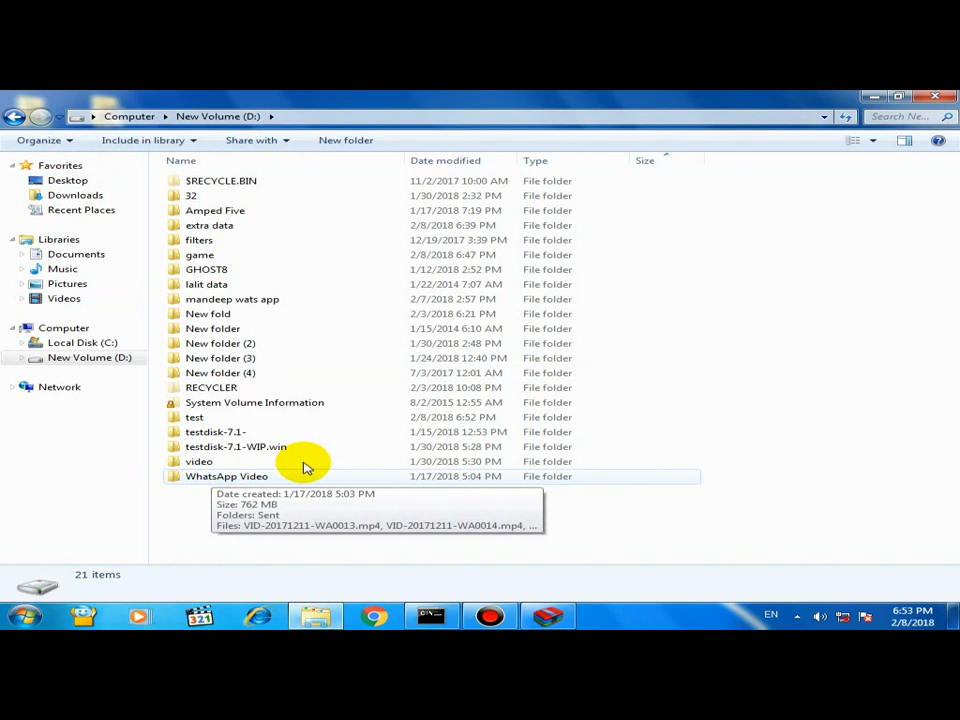 Computer New Volume (D:) Search Ne...
Organize Include in library Share with New folder
Name Date modified Type Size
Favorites
Desktop
Downloads
Recent Places
Libraries
Documents
Music
Pictures
Videos
Computer
Local Disk (C:)
New Volume (D:)
Network
$RECYCLE.BIN 11/2/2017 10:00 AM File folder
32 1/30/2018 2:32 PM File folder
Amped Five 1/17/2018 7:19 PM File folder
extra data 2/8/2018 6:39 PM File folder
filters 12/19/2017 3:39 PM File folder
game 2/8/2018 6:47 PM File folder
GHOST8 1/12/2018 2:52 PM File folder
lalit data 1/22/2014 7:07 AM File folder
mandeep wats app 2/7/2018 2:57 PM File folder
New fold 2/3/2018 6:21 PM File folder
New folder 1/15/2014 6:10 AM File folder
New folder (2) 1/30/2018 2:48 PM File folder
New folder (3) 1/24/2018 12:40 PM File folder
New folder (4) 7/3/2017 12:01 AM File folder
RECYCLER 2/3/2018 10:08 PM File folder
System Volume Information 8/2/2015 12:55 AM File folder
test 2/8/2018 6:52 PM File folder
testdisk-7.1- 1/15/2018 12:53 PM File folder
testdisk-7.1-WIP.win 1/30/2018 5:28 PM File folder
video 1/30/2018 5:30 PM File folder
WhatsApp Video 1/17/2018 5:04 PM File folder
Date created: 1/17/2018 5:03 PM
Size: 762 MB
Folders: Sent
Files: VID-20171211-WA0013.mp4, VID-20171211-WA0014.mp4, ...
21 items
321
C:\
EN
6:53 PM
2/8/2018